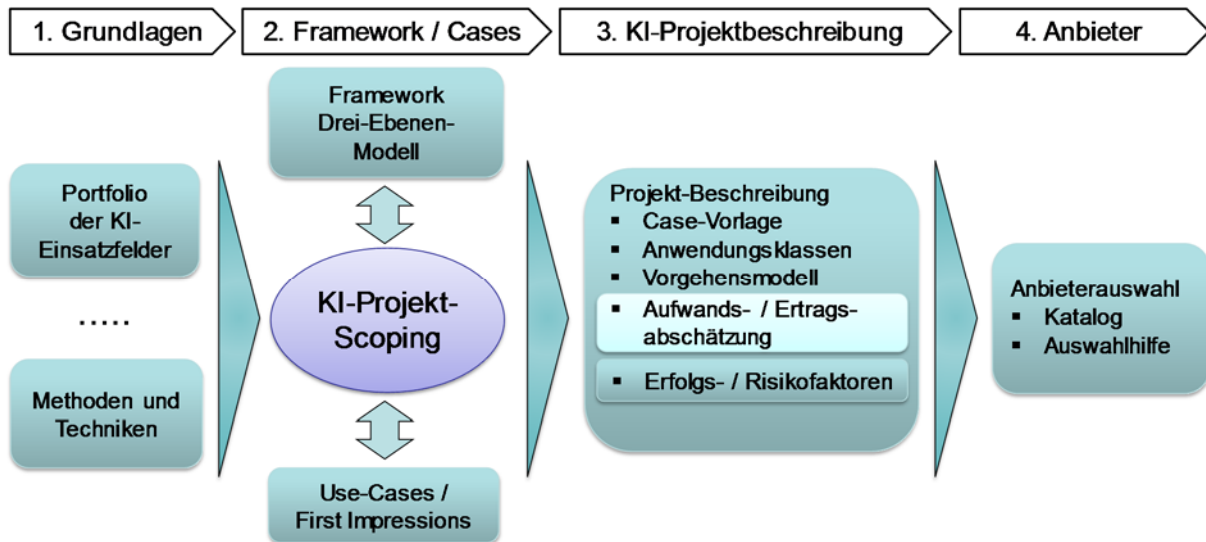 1. Grundlagen
2. Framework / Cases
3. KI-Projektbeschreibung
4. Anbieter
Portfolio
der KI-
Einsatzfelder
.....
Methoden und
Techniken
Framework
Drei-Ebenen-
Modell
KI-Projekt-
Scoping
Use-Cases /
First Impressions
Projekt-Beschreibung
▪ Case-Vorlage
▪ Anwendungsklassen
▪ Vorgehensmodell
▪ Aufwands- / Ertrags-
abschätzung
▪ Erfolgs- / Risikofaktoren
Anbieterauswahl
▪ Katalog
▪ Auswahlhilfe